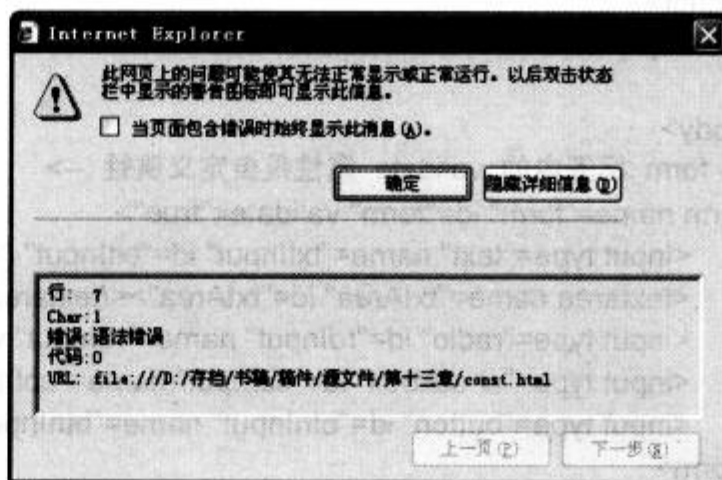 Internet Explorer
此网页上的问题可能使其无法正常显示或正常运行。以后双击状态
栏中显示的警告图标即可显示此信息。
当页面包含错误时始终显示此消息(A)。
确定
隐藏详细信息(D)
行: 7
Char:1
错误:语法错误
代码:0
URL: file:///D:/存档/书稿/稿件/源文件/第十三章/const.html
上一页(P)
下一步(N)